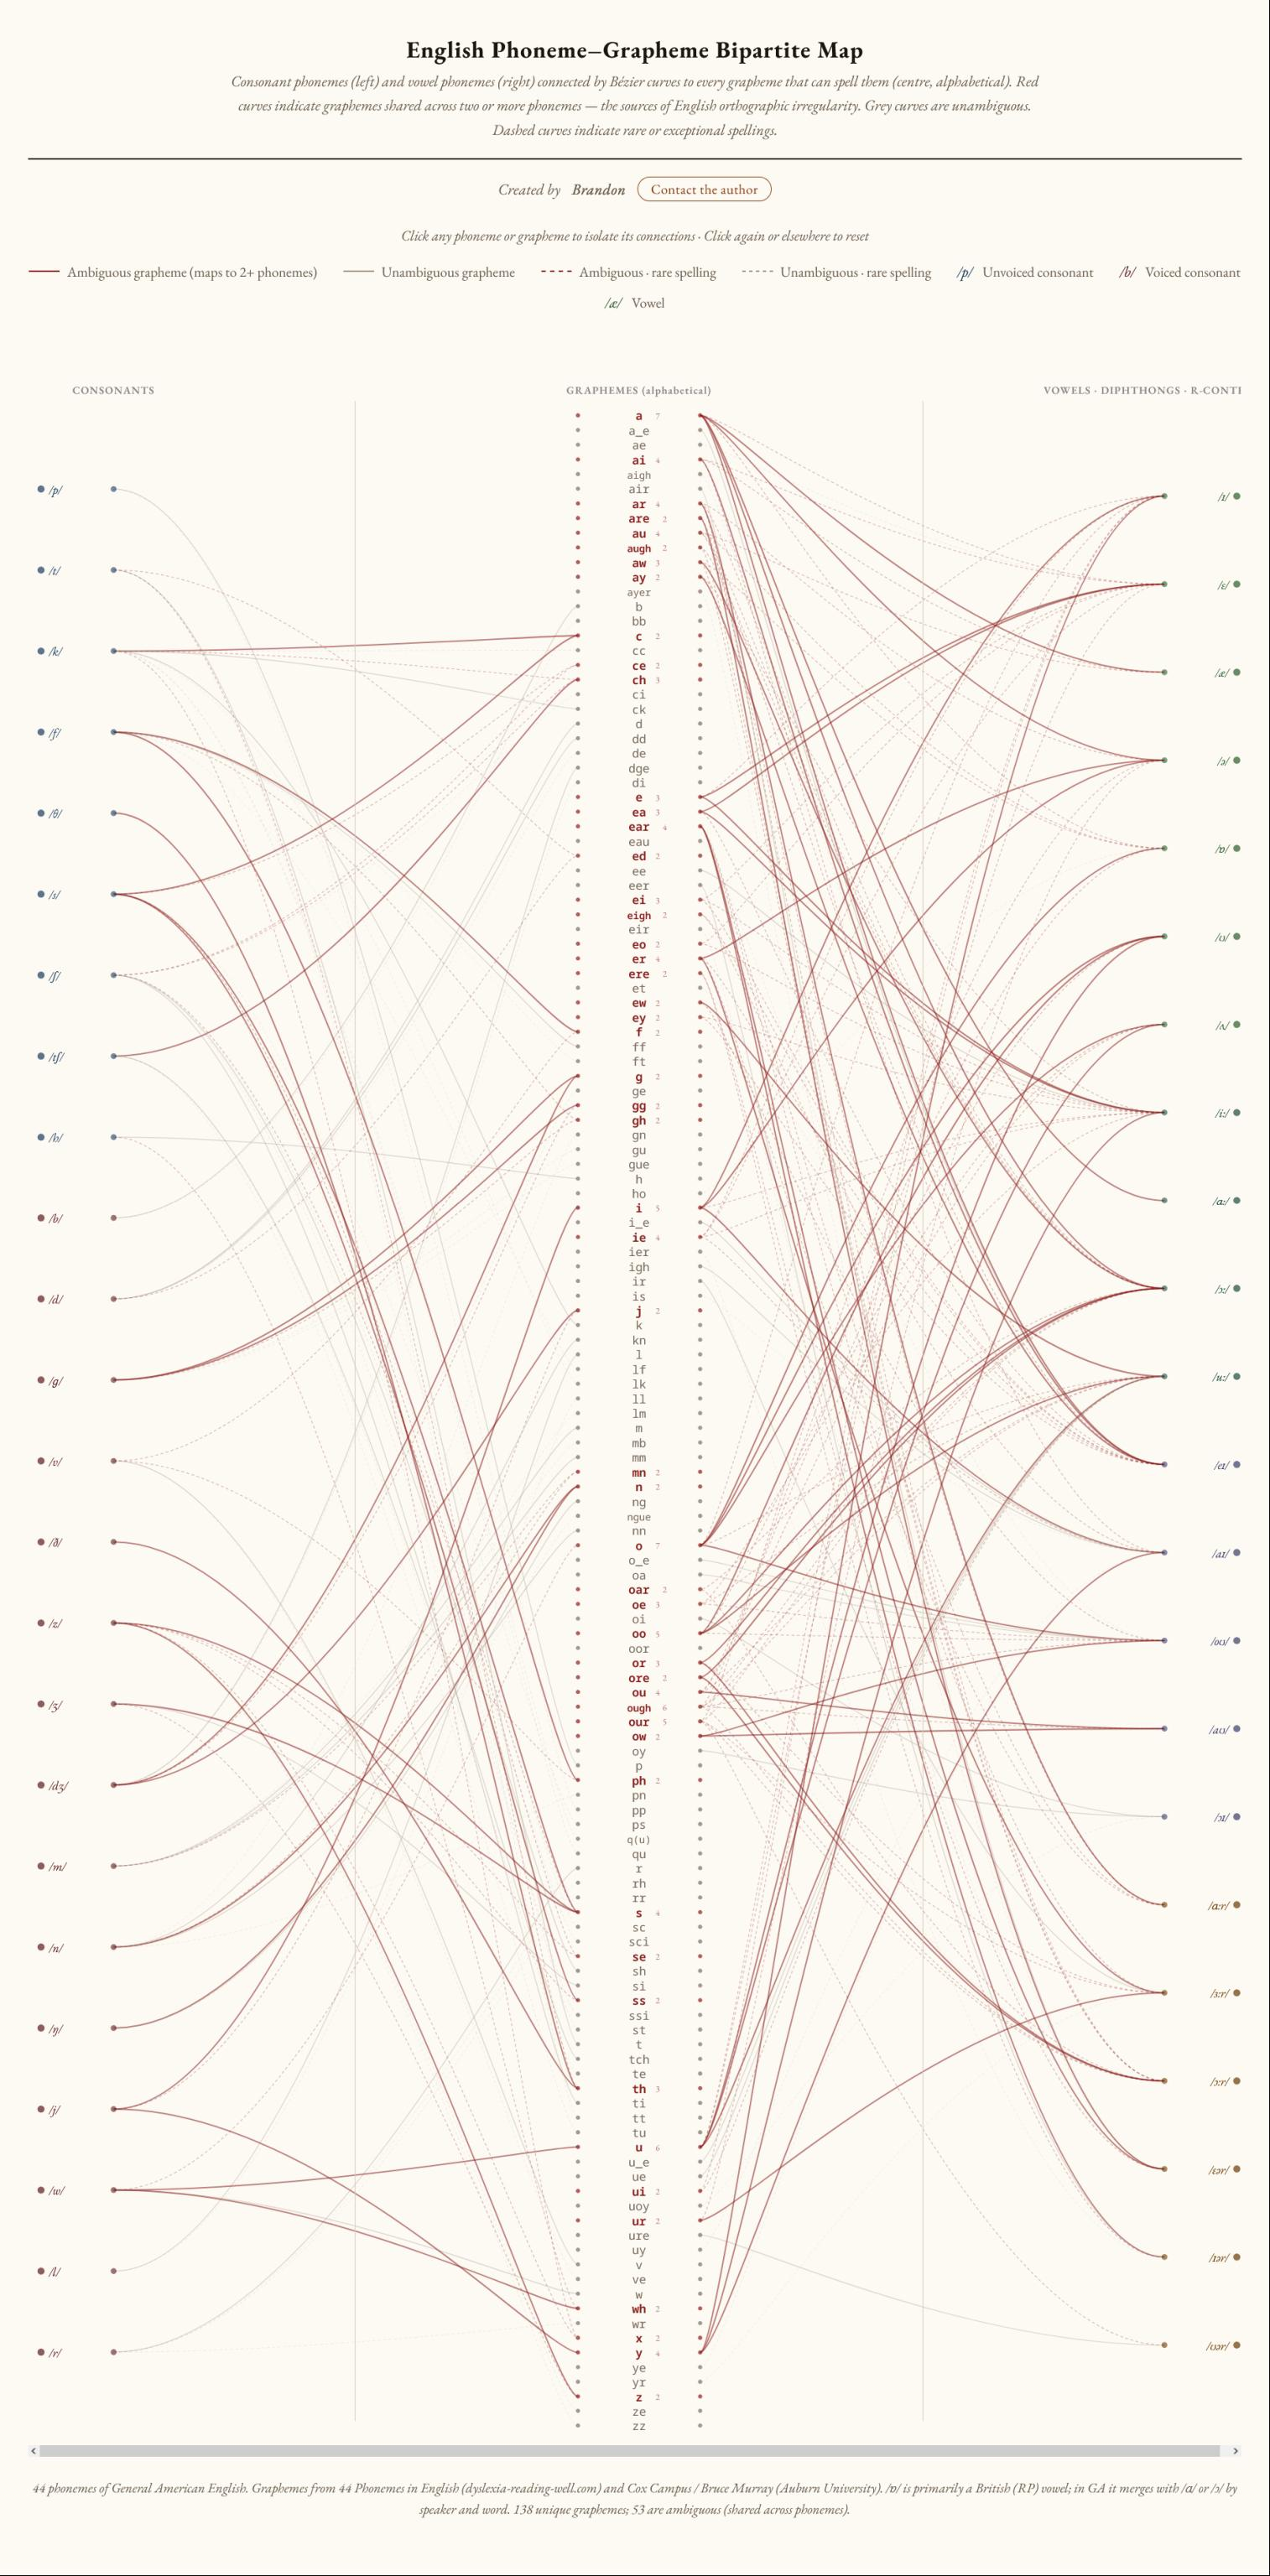 English Phoneme–Grapheme Bipartite Map
Consonant phonemes (left) and vowel phonemes (right) connected by Bézier curves to every grapheme that can spell them (centre, alphabetical). Red
curves indicate graphemes shared across two or more phonemes — the sources of English orthographic irregularity. Grey curves are unambiguous.
Dashed curves indicate rare or exceptional spellings.
Created by Brandon Contact the author
Click any phoneme or grapheme to isolate its connections · Click again or elsewhere to reset
Ambiguous grapheme (maps to 2+ phonemes) Unambiguous grapheme Ambiguous · rare spelling Unambiguous · rare spelling /p/ Unvoiced consonant /b/ Voiced consonant
/æ/ Vowel
CONSONANTS GRAPHEMES (alphabetical) VOWELS · DIPHTHONGS · R-CONTI
/p/
/t/
/k/
/f/
/θ/
/s/
/ʃ/
/tʃ/
/h/
/b/
/d/
/g/
/v/
/ð/
/z/
/ʒ/
/dʒ/
/m/
/n/
/ŋ/
/j/
/w/
/l/
/r/
a 7
a_e
ae
ai 4
aigh
air
ar 4
are 2
au 4
augh 2
aw 3
ay 2
ayer
b
bb
c 2
cc
ce 2
ch 3
ci
ck
d
dd
de
dge
di
e 3
ea 3
ear 4
eau
ed 2
ee
eer
ei 3
eigh 2
eir
eo 2
er 4
ere 2
et
ew 2
ey 2
f 2
ff
ft
g 2
ge
gg 2
gh 2
gn
gu
gue
h
ho
i 5
i_e
ie 4
ier
igh
ir
is
j 2
k
kn
l
lf
lk
ll
lm
m
mb
mm
mn 2
n 2
ng
ngue
nn
o 7
o_e
oa
oar 2
oe 3
oi
oo 5
oor
or 3
ore 2
ou 4
ough 6
our 5
ow 2
oy
p
ph 2
pn
pp
ps
q(u)
qu
r
rh
rr
s 4
sc
sci
se 2
sh
si
ss 2
ssi
st
t
tch
te
th 3
ti
tt
tu
u 6
u_e
ue
ui 2
uoy
ur 2
ure
uy
v
ve
w
wh 2
wr
x 2
y 4
ye
yr
z 2
ze
zz
/ɪ/
/ɛ/
/æ/
/ə/
/ɒ/
/ʊ/
/ʌ/
/iː/
/ɑː/
/ɔː/
/uː/
/eɪ/
/aɪ/
/oʊ/
/aʊ/
/ɔɪ/
/ɑːr/
/ɜːr/
/ɔːr/
/ɛər/
/ɪər/
/ʊər/
44 phonemes of General American English. Graphemes from 44 Phonemes in English (dyslexia-reading-well.com) and Cox Campus / Bruce Murray (Auburn University). /ɒ/ is primarily a British (RP) vowel; in GA it merges with /ɑ/ or /ɔ/ by
speaker and word. 138 unique graphemes; 53 are ambiguous (shared across phonemes).